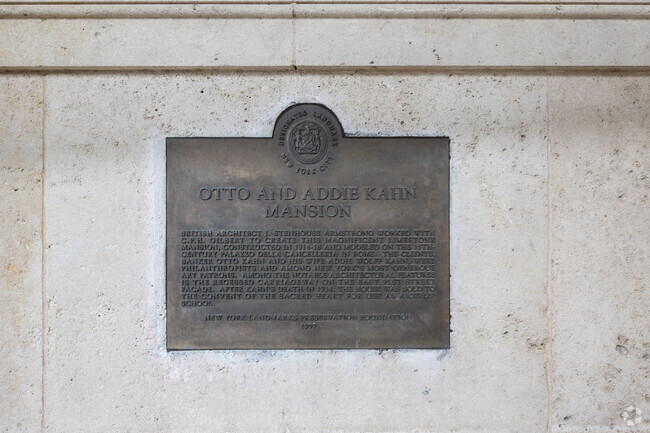 DESIGNATED LANDMARK
NEW YORK CITY
OTTO AND ADDIE KAHN
MANSION
BRITISH ARCHITECT J. STENHOUSE ARMSTRONG WORKED WITH
C.P.H. GILBERT TO CREATE THIS MAGNIFICENT LIMESTONE
MANSION, CONSTRUCTED IN 1914-18 AND MODELED ON THE 15TH
CENTURY PALAZZO DELLA CANCELLERIA IN ROME. THE CLIENTS,
BANKER OTTO KAHN AND HIS WIFE ADDIE WOLFF KAHN, WERE
PHILANTHROPISTS AND AMONG NEW YORK'S MOST GENEROUS
ART PATRONS. AMONG THE NOTABLE ARCHITECTURAL FEATURES
IS THE RECESSED CARRIAGEWAY ON THE EAST 91ST STREET
FACADE. AFTER KAHN'S DEATH IN 1934, THE HOUSE WAS SOLD TO
THE CONVENT OF THE SACRED HEART FOR USE AS A GIRLS'
SCHOOL.
NEW YORK LANDMARKS PRESERVATION FOUNDATION